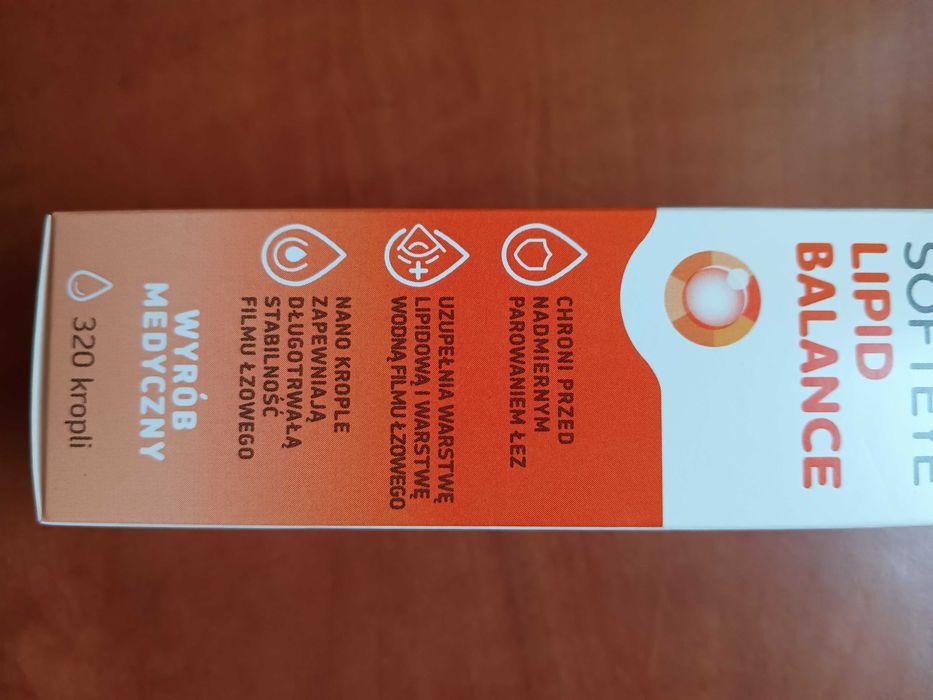 SOFTEYE
LIPID
BALANCE
CHRONI PRZED
NADMIERNYM
PAROWANIEM ŁEZ
UZUPEŁNIA WARSTWĘ
LIPIDOWĄ I WARSTWĘ
WODNĄ FILMU ŁZOWEGO
NANO KROPLE
ZAPEWNIAJĄ
DŁUGOTRWAŁĄ
STABILNOŚĆ
FILMU ŁZOWEGO
WYRÓB
MEDYCZNY
320 kropli